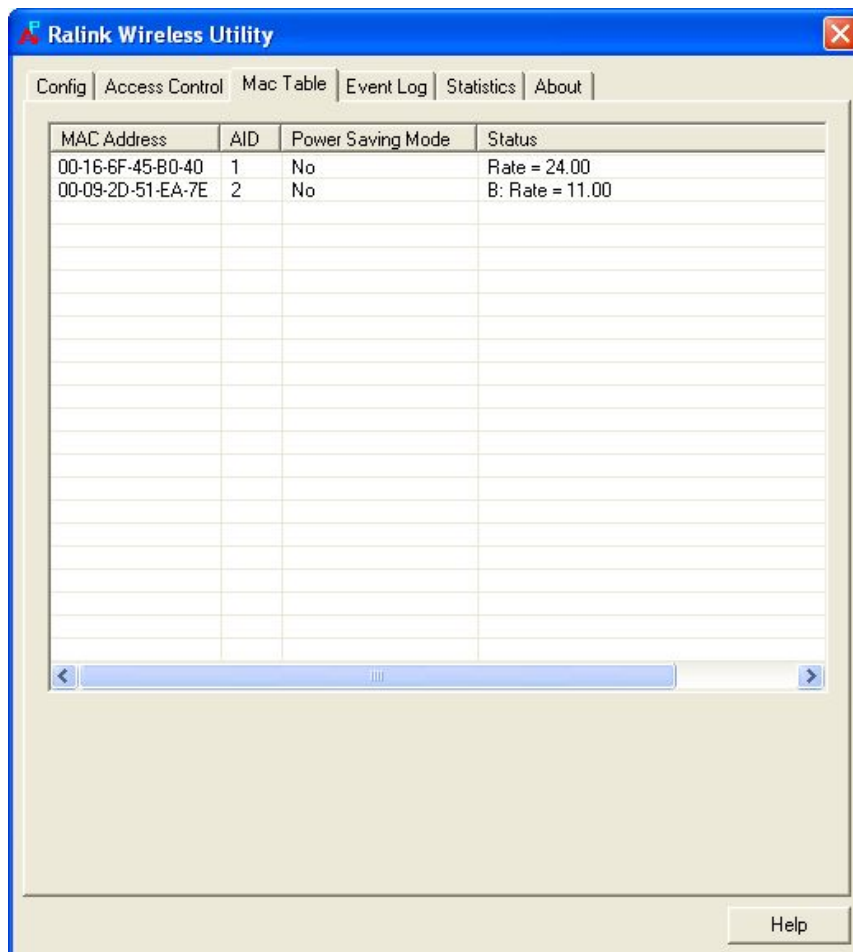 Ralink Wireless Utility
Config Access Control Mac Table Event Log Statistics About
MAC Address AID Power Saving Mode Status
00-16-6F-45-B0-40 1 No Rate = 24.00
00-09-2D-51-EA-7E 2 No B: Rate = 11.00
Help